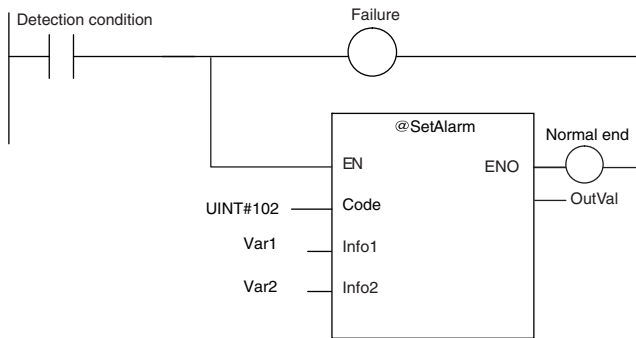 Detection condition
Failure
@SetAlarm
Normal end
EN
ENO
UINT#102
Code
OutVal
Var1
Info1
Var2
Info2